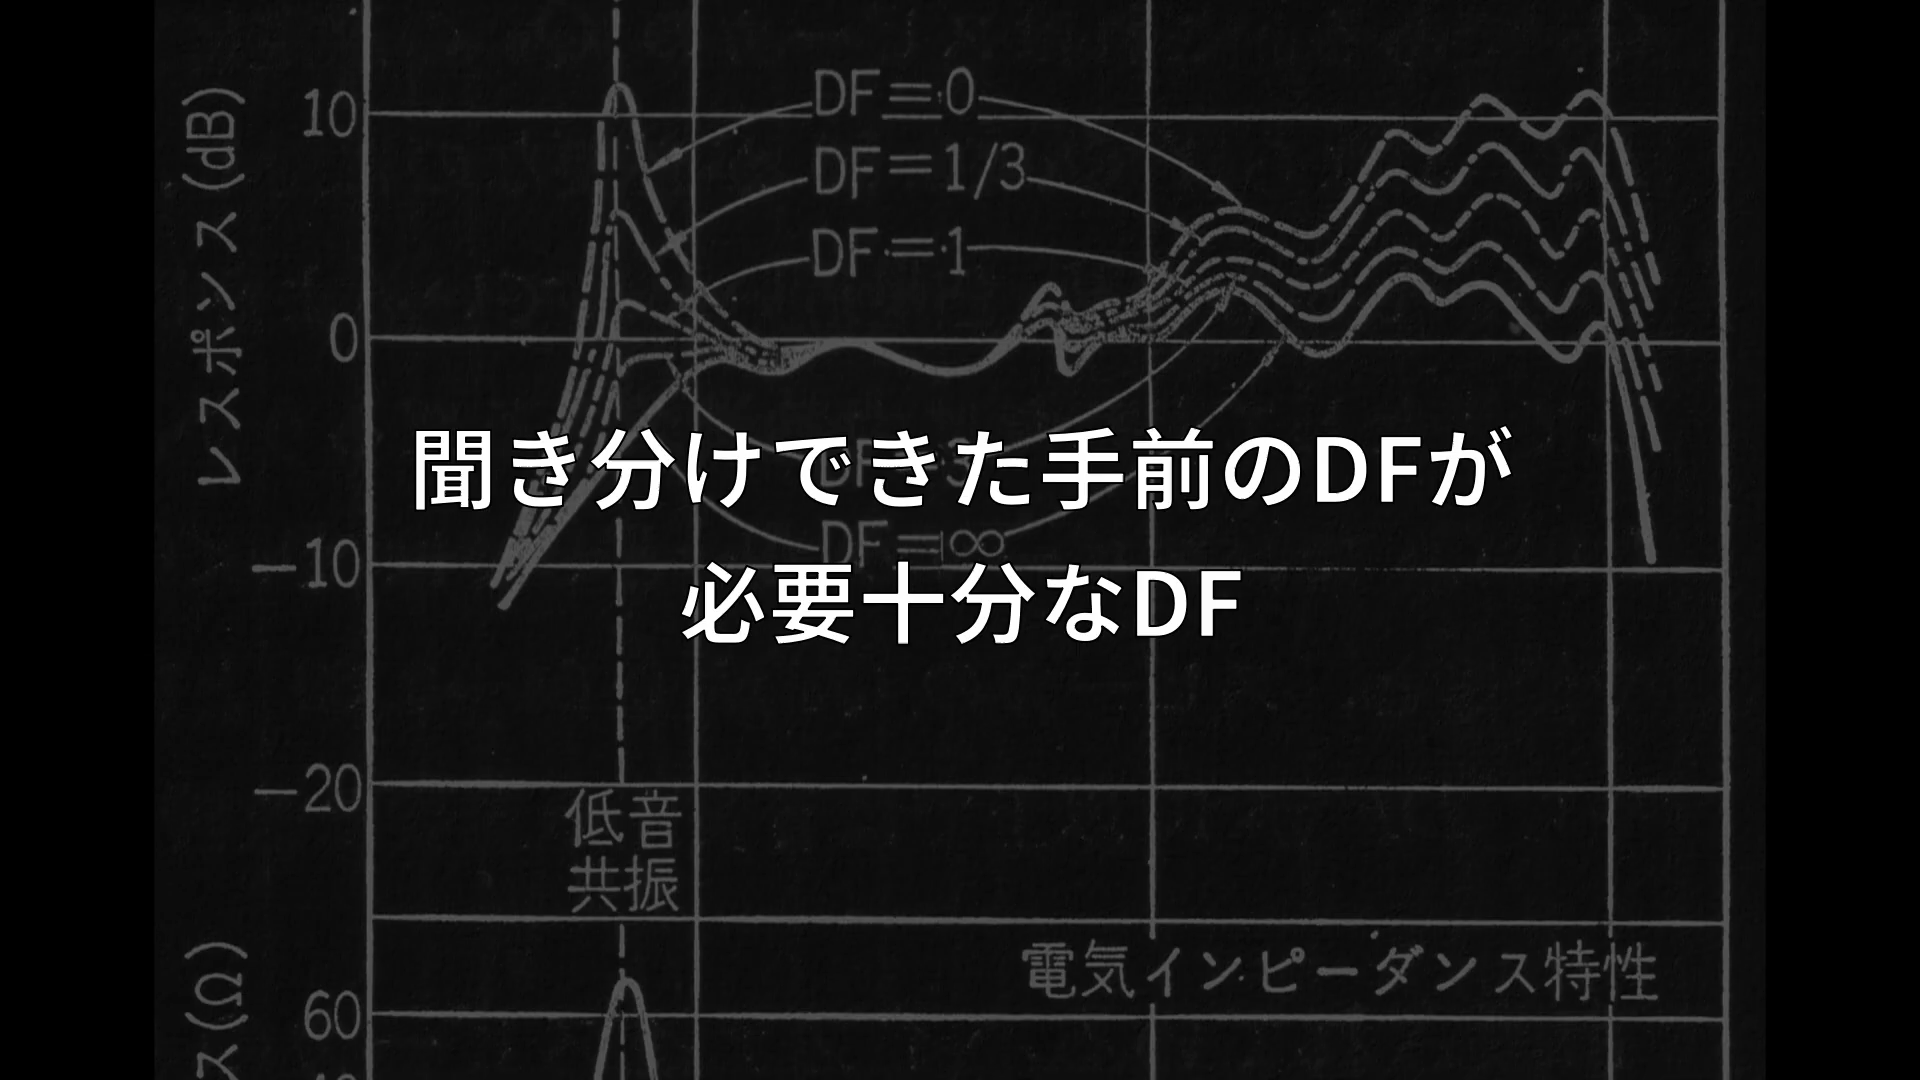 レスポンス(dB)
10
0
−10
−20
DF=0
DF=1/3
DF=1
聞き分けできた手前のDFが
DF=∞
必要十分なDF
低音
共振
電気インピーダンス特性
60
ス(Ω)